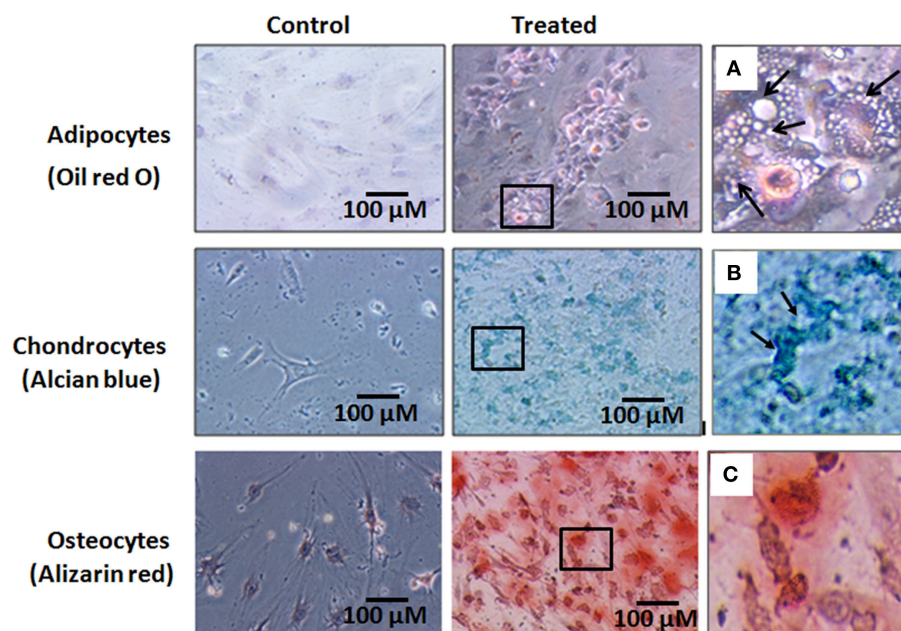 Control Treated
Adipocytes
(Oil red O)
100 µM
100 µM
A
Chondrocytes
(Alcian blue)
100 µM
100 µM
B
Osteocytes
(Alizarin red)
100 µM
100 µM
C